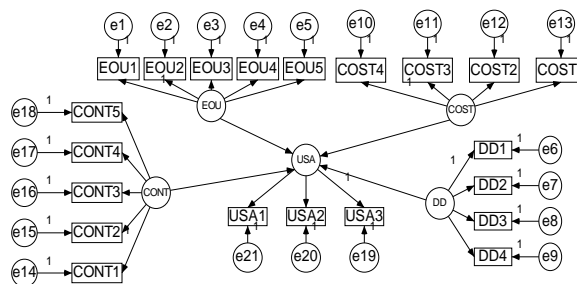 e1 e2 e3 e4 e5 e10 e11 e12 e13
1 1 1 1 1 1 1 1 1
EOU1 EOU2 EOU3 EOU4 EOU5 COST4 COST3 COST2 COST
1 1
EOU COST
e18 1 CONT5
e17 1 CONT4 USA DD1 1 e6
e16 1 CONT3 CONT 1 1 DD2 1 e7
e15 1 CONT2 1 USA1 USA2 USA3 DD DD3 1 e8
1 1 1
e14 1 CONT1 e21 e20 e19 DD4 1 e9